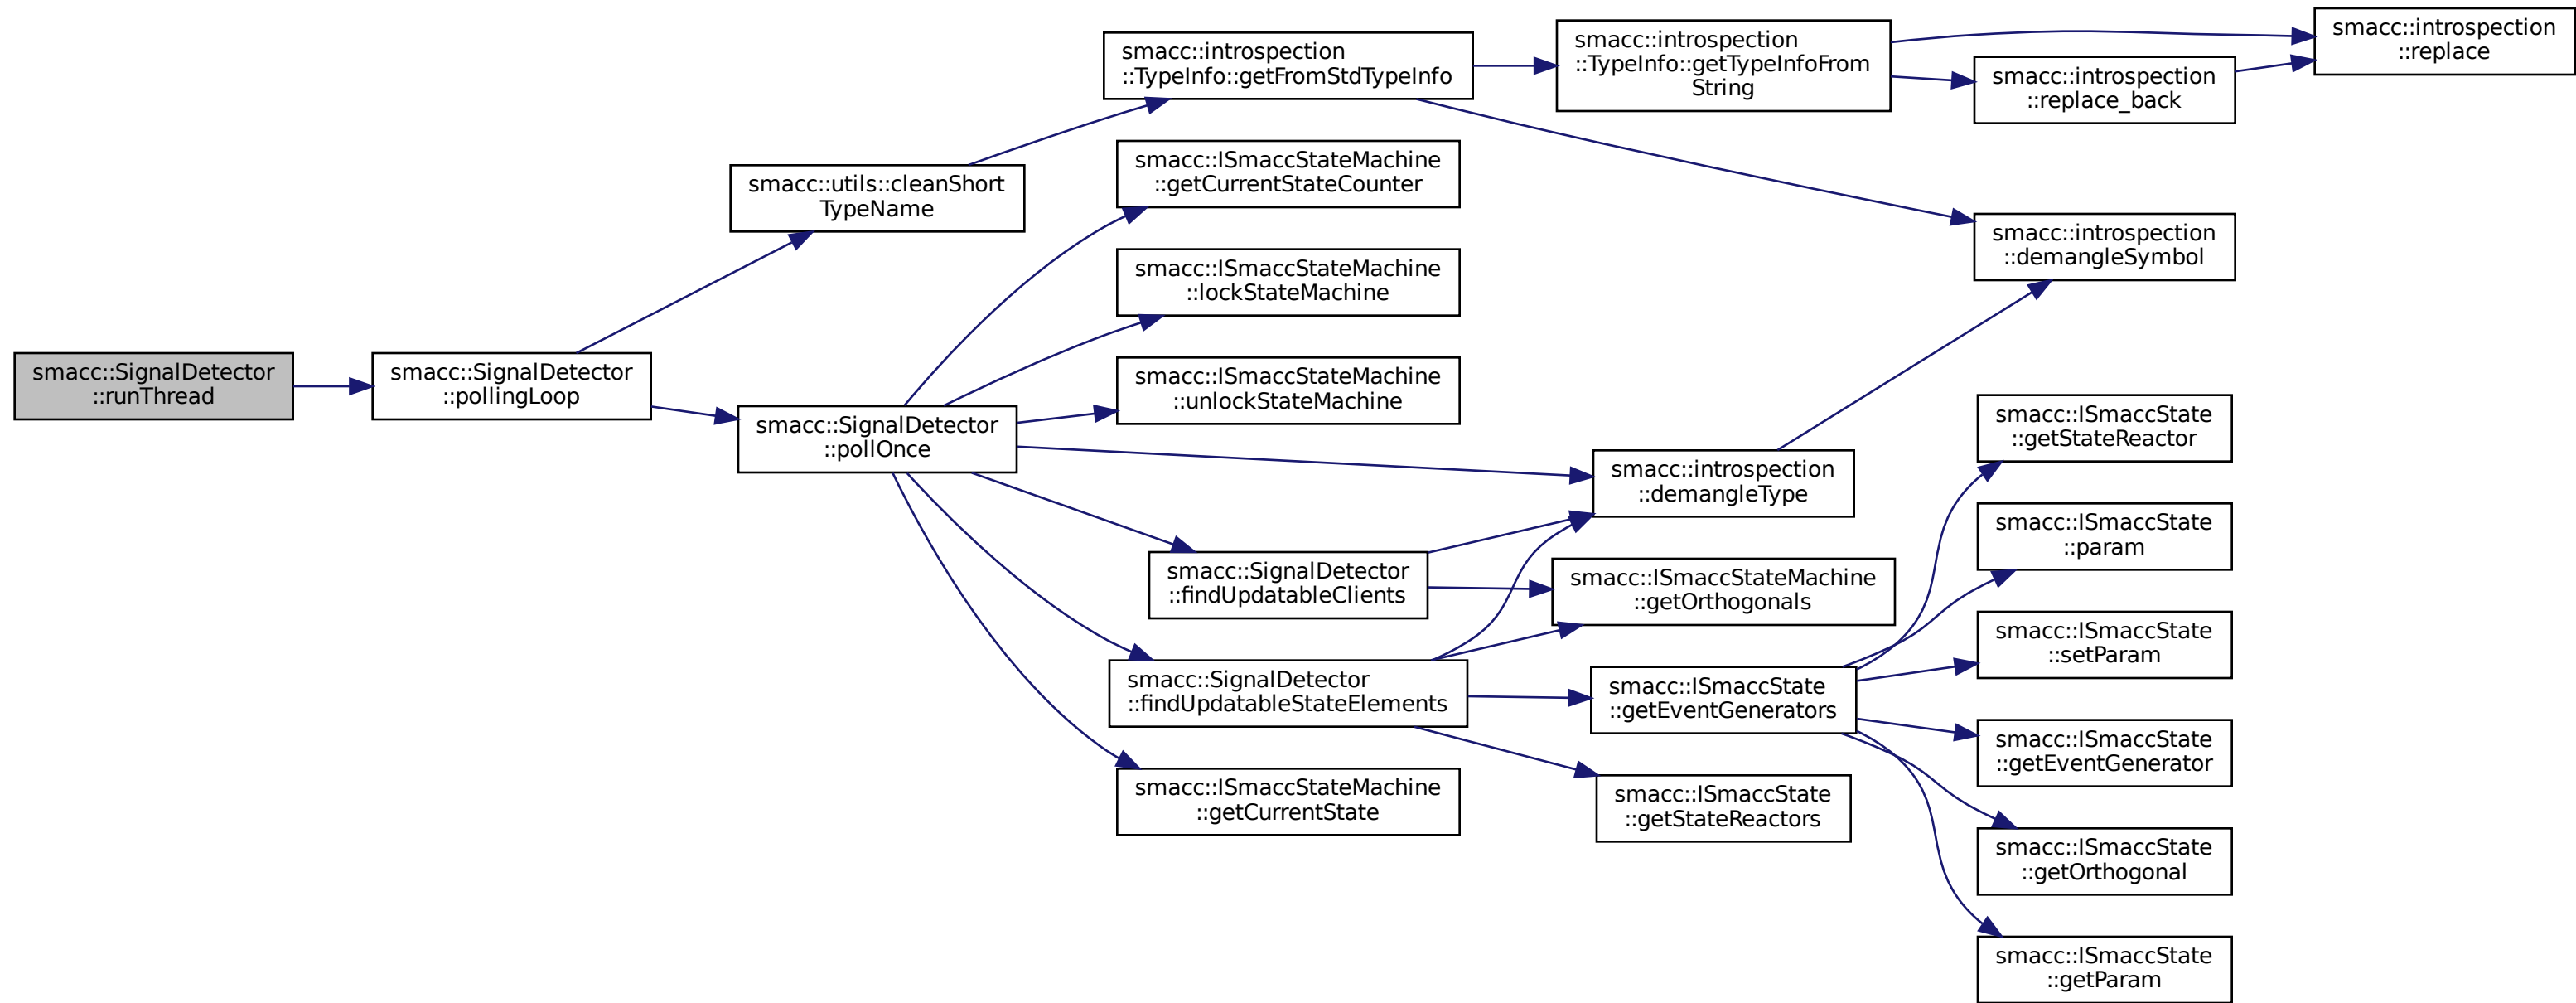 smacc::SignalDetector
::runThread
smacc::SignalDetector
::pollingLoop
smacc::utils::cleanShort
TypeName
smacc::SignalDetector
::pollOnce
smacc::introspection
::TypeInfo::getFromStdTypeInfo
smacc::ISmaccStateMachine
::getCurrentStateCounter
smacc::ISmaccStateMachine
::lockStateMachine
smacc::ISmaccStateMachine
::unlockStateMachine
smacc::SignalDetector
::findUpdatableClients
smacc::SignalDetector
::findUpdatableStateElements
smacc::ISmaccStateMachine
::getCurrentState
smacc::introspection
::TypeInfo::getTypeInfoFrom
String
smacc::introspection
::demangleType
smacc::ISmaccStateMachine
::getOrthogonals
smacc::ISmaccState
::getEventGenerators
smacc::ISmaccState
::getStateReactors
smacc::introspection
::replace_back
smacc::introspection
::demangleSymbol
smacc::ISmaccState
::getStateReactor
smacc::ISmaccState
::param
smacc::ISmaccState
::setParam
smacc::ISmaccState
::getEventGenerator
smacc::ISmaccState
::getOrthogonal
smacc::ISmaccState
::getParam
smacc::introspection
::replace